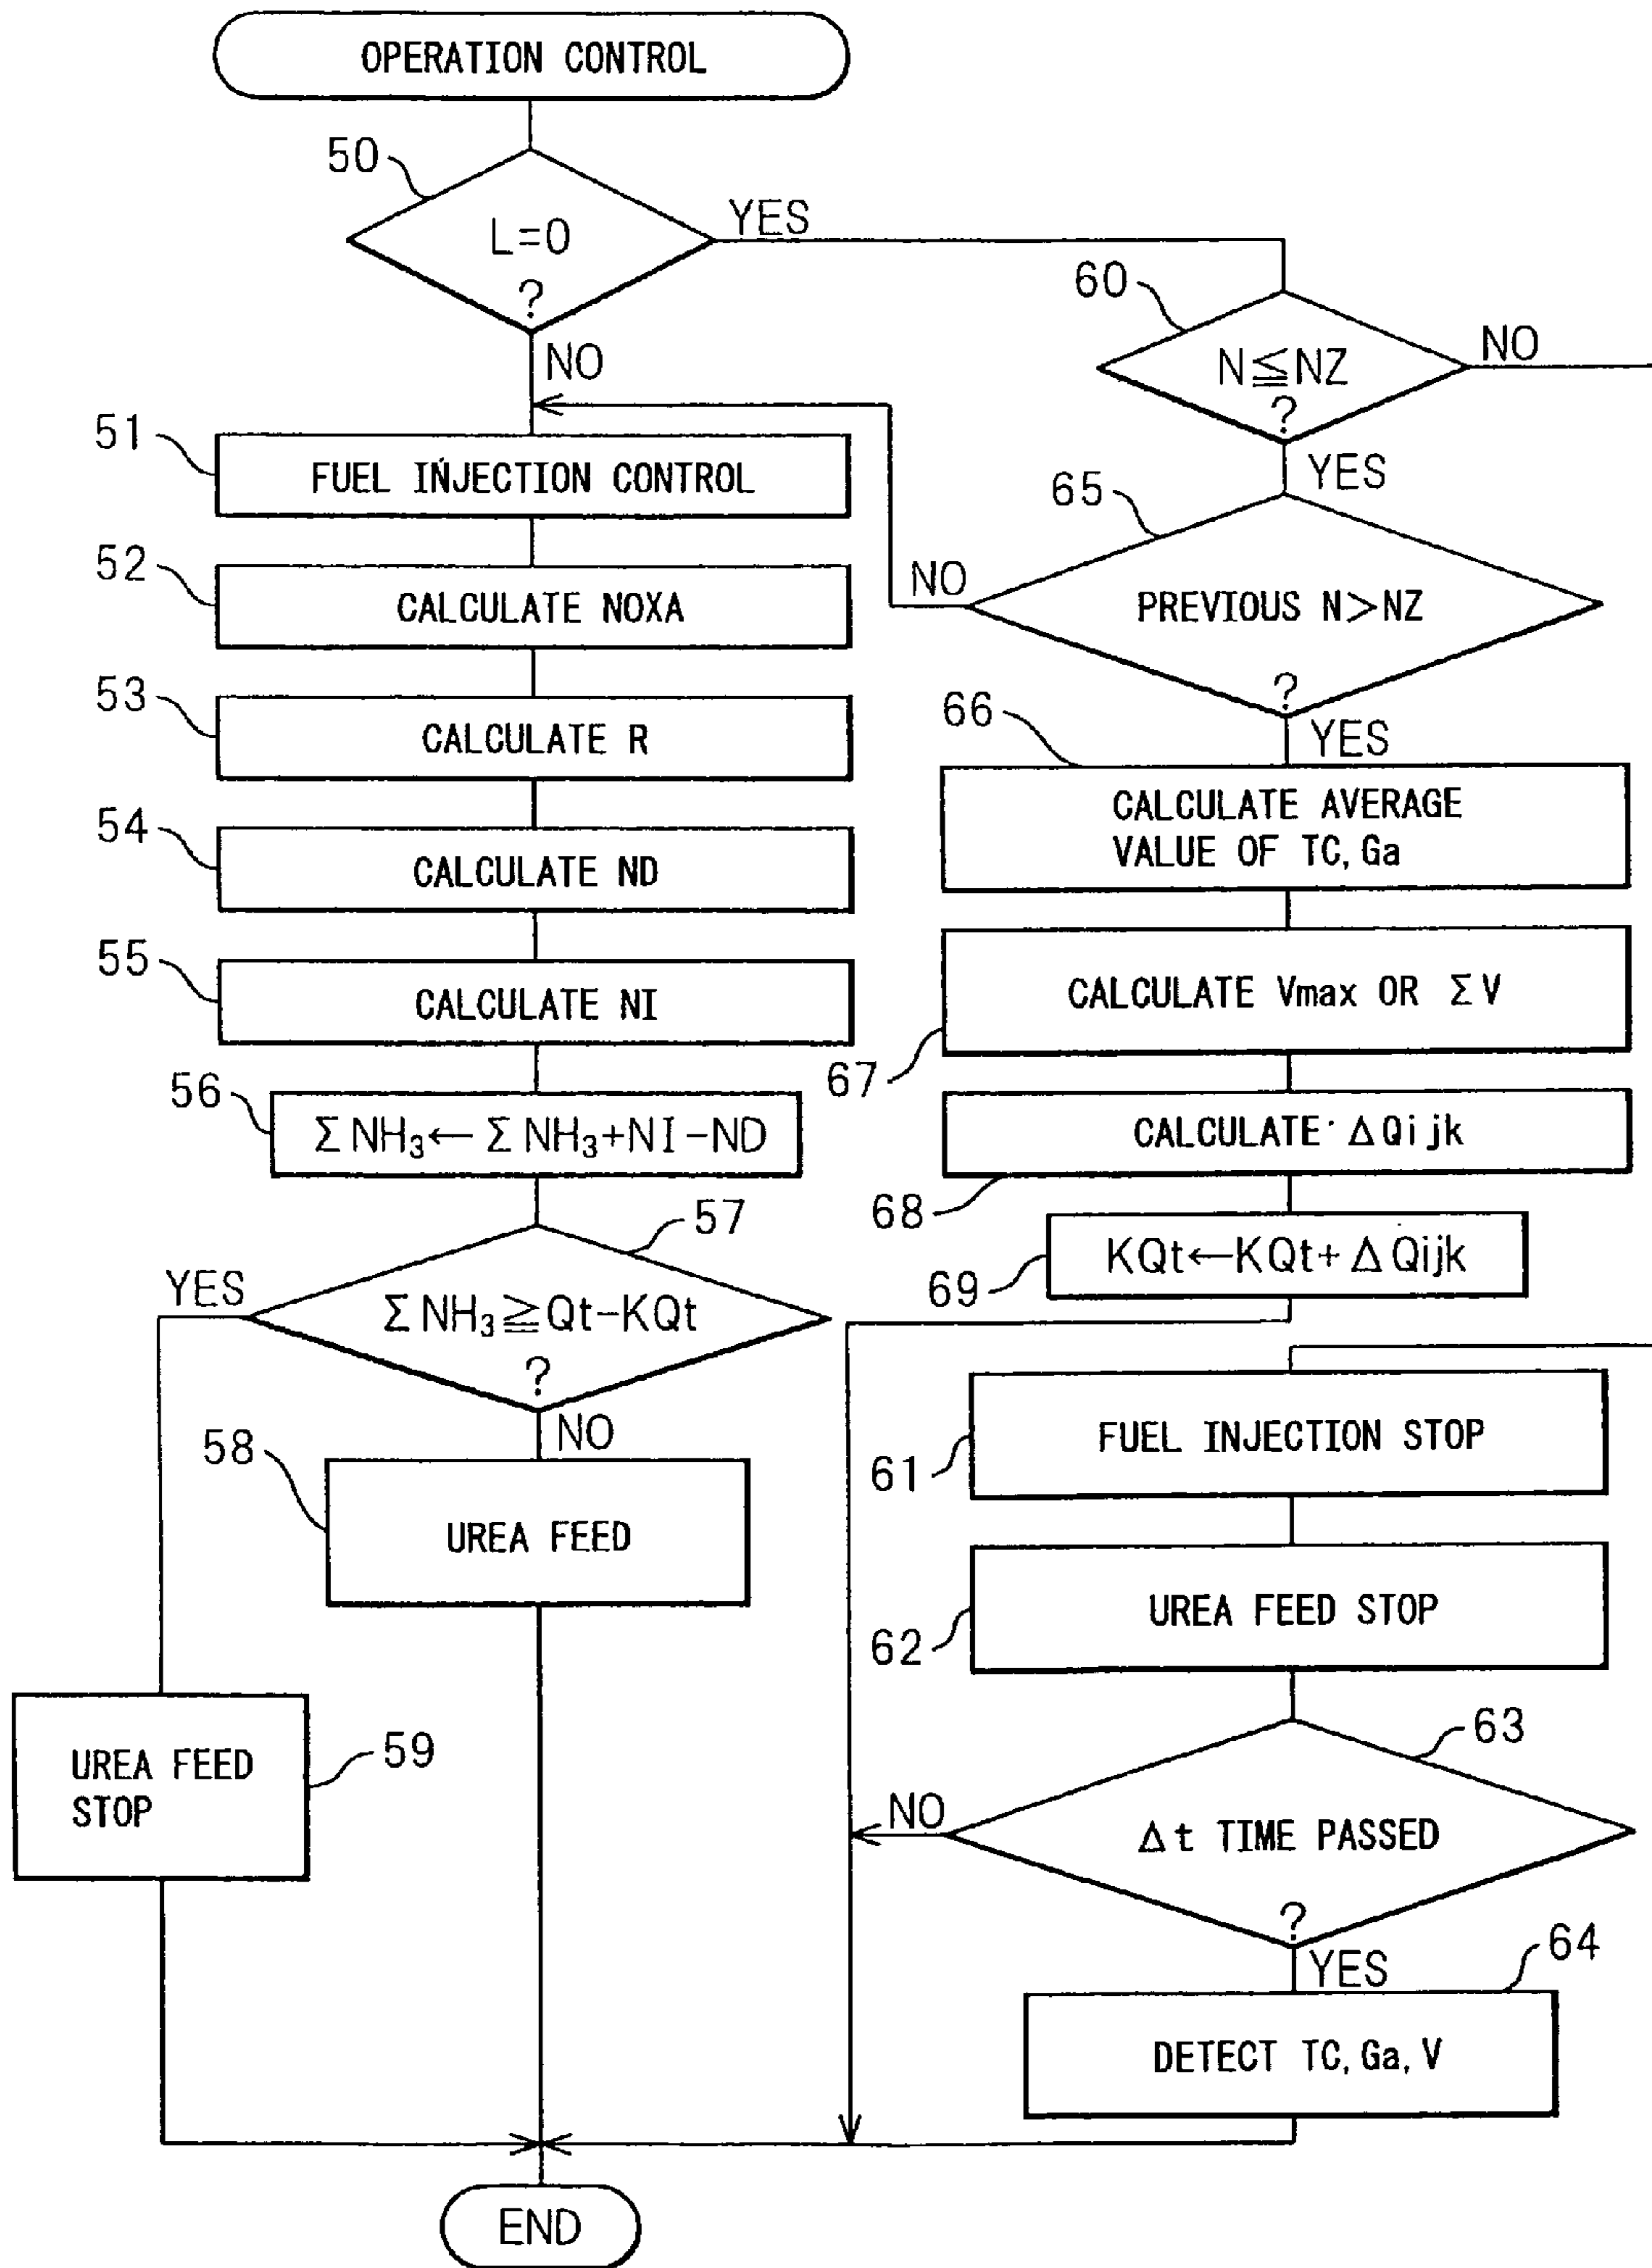 OPERATION CONTROL
50
L=0
?
YES
NO
60
N≦NZ
?
NO
YES
51
FUEL INJECTION CONTROL
65
PREVIOUS N>NZ
?
NO
YES
52
CALCULATE NOXA
53
CALCULATE R
66
CALCULATE AVERAGE
VALUE OF TC, Ga
54
CALCULATE ND
55
CALCULATE NI
CALCULATE Vmax OR ΣV
67
56
ΣNH₃←ΣNH₃+NI-ND
CALCULATE ΔQijk
68
57
ΣNH₃≧Qt-KQt
?
YES
NO
KQt←KQt+ΔQijk
69
58
UREA FEED
FUEL INJECTION STOP
61
UREA FEED STOP
62
UREA FEED
STOP
59
63
Δt TIME PASSED
?
NO
YES
64
DETECT TC, Ga, V
END